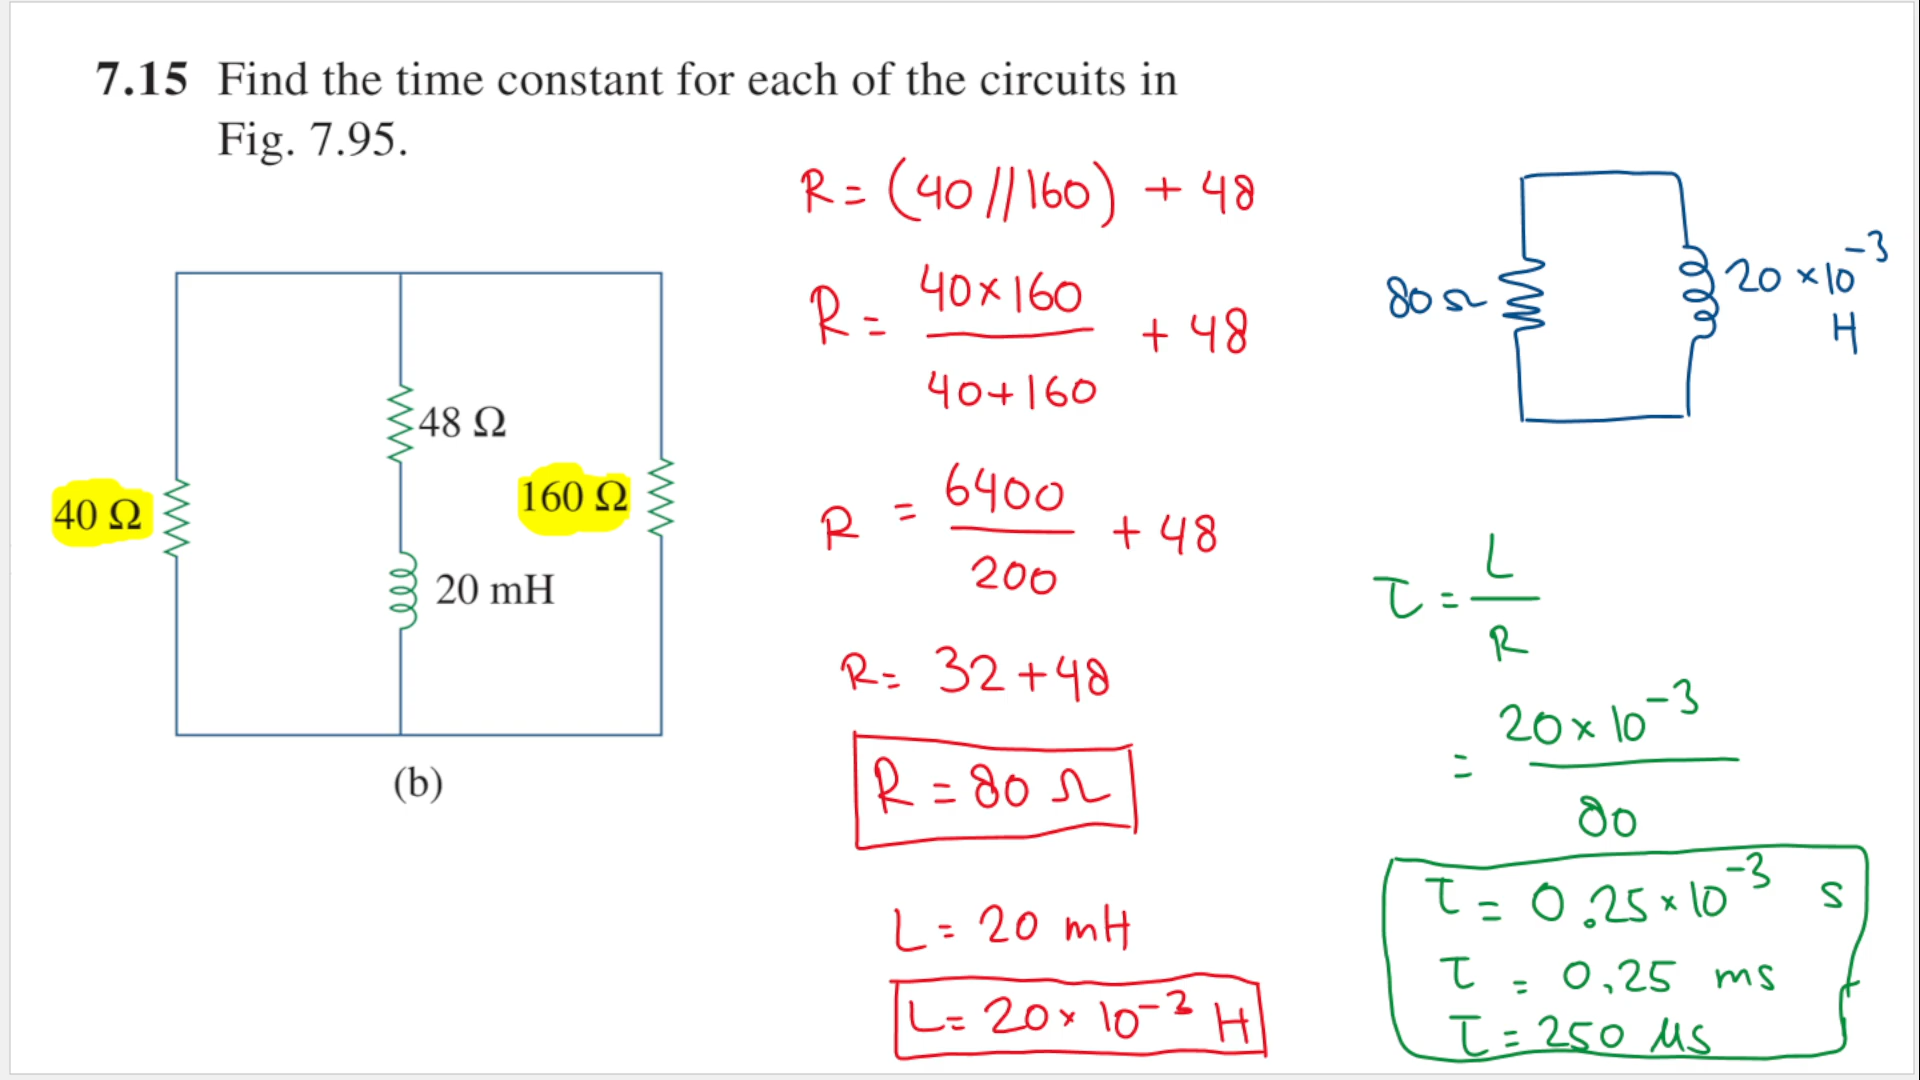 7.15 Find the time constant for each of the circuits in
Fig. 7.95.
40 Ω
48 Ω
160 Ω
20 mH
(b)
R = (40 // 160) + 48
R = 40×160 / 40+160 + 48
R = 6400 / 200 + 48
R = 32 + 48
R = 80 Ω
L = 20 mH
L = 20 × 10⁻³ H
80 Ω
20 × 10⁻³
H
τ = L / R
= 20 × 10⁻³ / 80
τ = 0.25 × 10⁻³ s
τ = 0.25 ms
τ = 250 μs